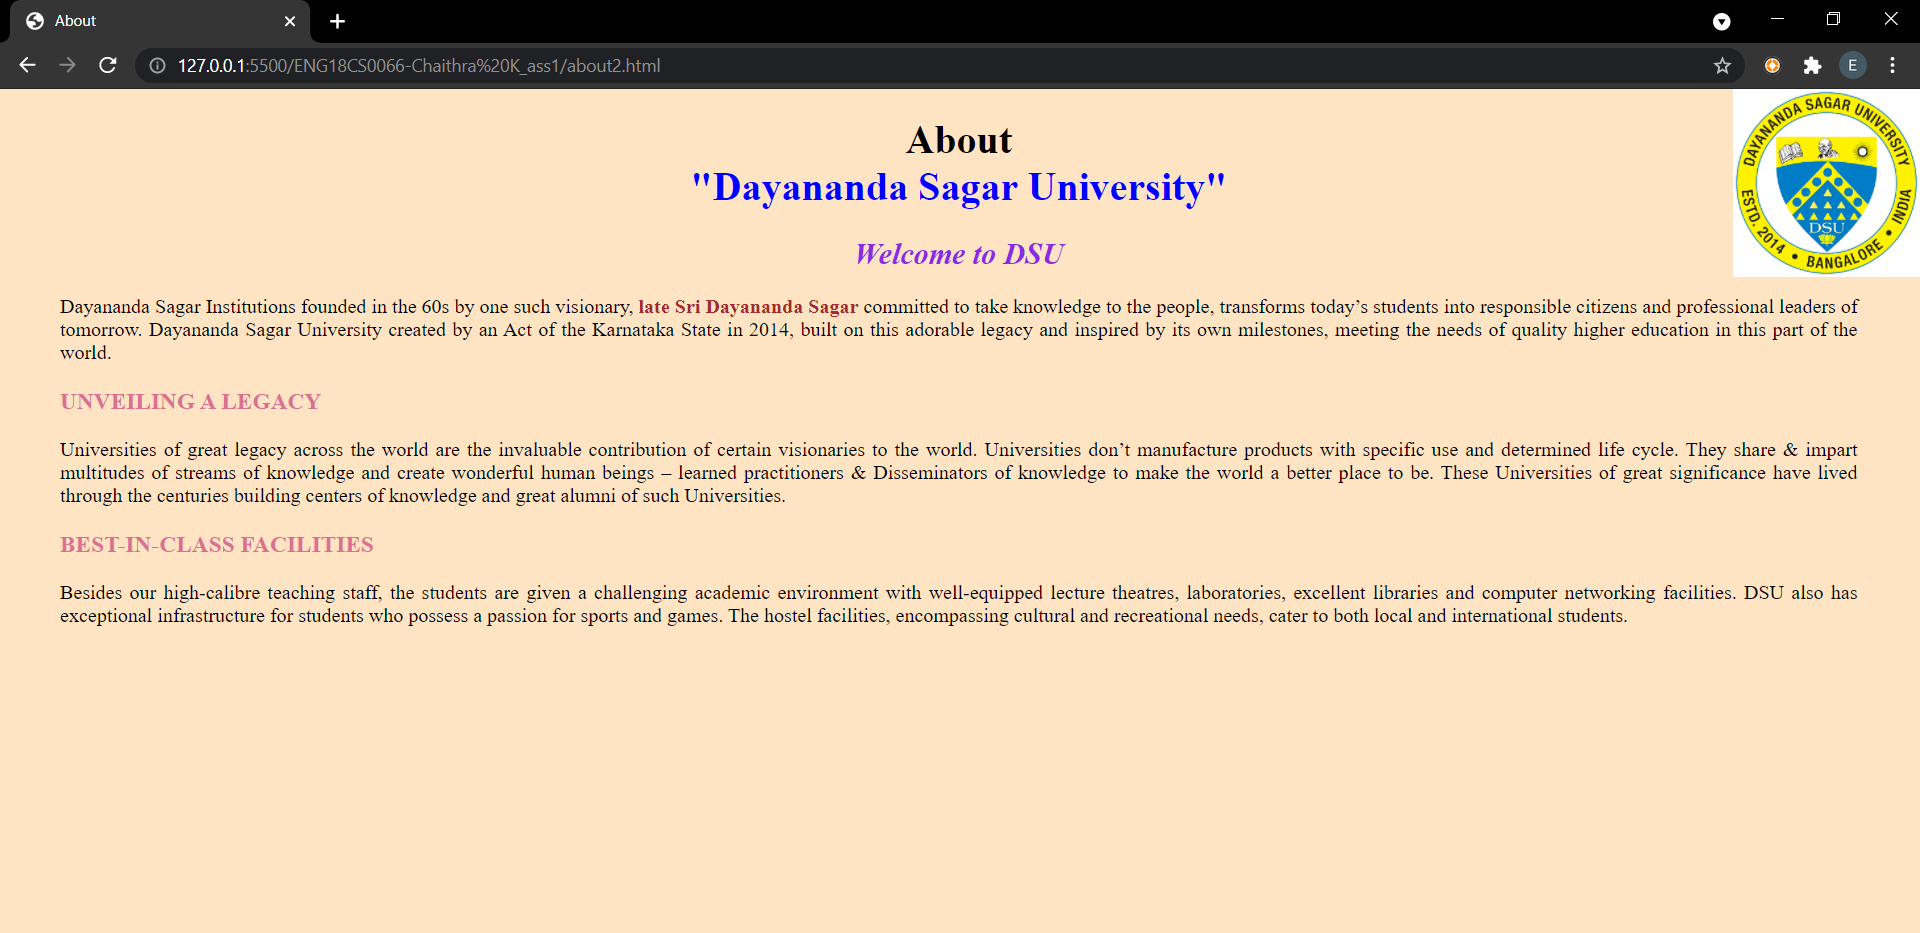 About
127.0.0.1:5500/ENG18CS0066-Chaithra%20K_ass1/about2.html
E
About
"Dayananda Sagar University"
Welcome to DSU
DAYANANDA SAGAR UNIVERSITY
ESTD. 2014 • BANGALORE • INDIA
DSU
Dayananda Sagar Institutions founded in the 60s by one such visionary, late Sri Dayananda Sagar committed to take knowledge to the people, transforms today’s students into responsible citizens and professional leaders of
tomorrow. Dayananda Sagar University created by an Act of the Karnataka State in 2014, built on this adorable legacy and inspired by its own milestones, meeting the needs of quality higher education in this part of the
world.
UNVEILING A LEGACY
Universities of great legacy across the world are the invaluable contribution of certain visionaries to the world. Universities don’t manufacture products with specific use and determined life cycle. They share & impart
multitudes of streams of knowledge and create wonderful human beings – learned practitioners & Disseminators of knowledge to make the world a better place to be. These Universities of great significance have lived
through the centuries building centers of knowledge and great alumni of such Universities.
BEST-IN-CLASS FACILITIES
Besides our high-calibre teaching staff, the students are given a challenging academic environment with well-equipped lecture theatres, laboratories, excellent libraries and computer networking facilities. DSU also has
exceptional infrastructure for students who possess a passion for sports and games. The hostel facilities, encompassing cultural and recreational needs, cater to both local and international students.